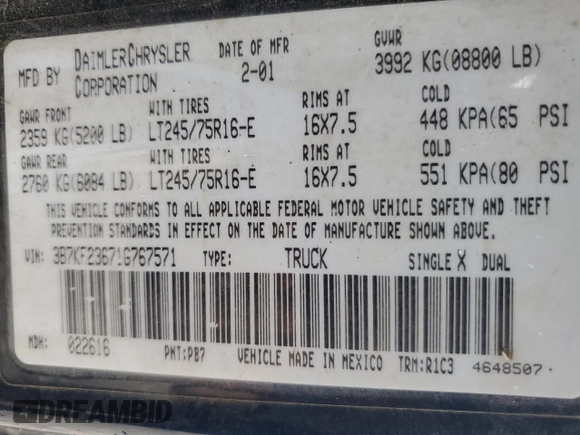 MFD BY DAIMLERCHRYSLER CORPORATION DATE OF MFR 2-01 GVWR 3992 KG(08800 LB)
GAWR FRONT WITH TIRES RIMS AT COLD
2359 KG(5200 LB) LT245/75R16-E 16X7.5 448 KPA(65 PSI
GAWR REAR WITH TIRES RIMS AT COLD
2760 KG(6084 LB) LT245/75R16-E 16X7.5 551 KPA(80 PSI
THIS VEHICLE CONFORMS TO ALL APPLICABLE FEDERAL MOTOR VEHICLE SAFETY AND THEFT
PREVENTION STANDARDS IN EFFECT ON THE DATE OF MANUFACTURE SHOWN ABOVE.
VIN: 3B7KF23671G767571 TYPE: TRUCK SINGLE X DUAL
MDH: 022616 PNT:PB7 VEHICLE MADE IN MEXICO TRM:R1C3 4648507
DREAMBID